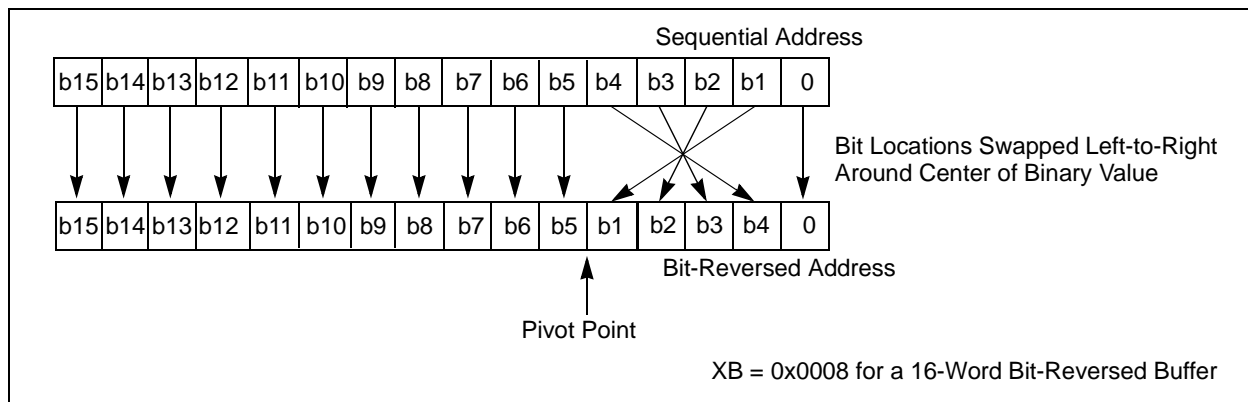 Sequential Address
b15 b14 b13 b12 b11 b10 b9 b8 b7 b6 b5 b4 b3 b2 b1 0
Bit Locations Swapped Left-to-Right
Around Center of Binary Value
b15 b14 b13 b12 b11 b10 b9 b8 b7 b6 b5 b1 b2 b3 b4 0
Bit-Reversed Address
Pivot Point
XB = 0x0008 for a 16-Word Bit-Reversed Buffer